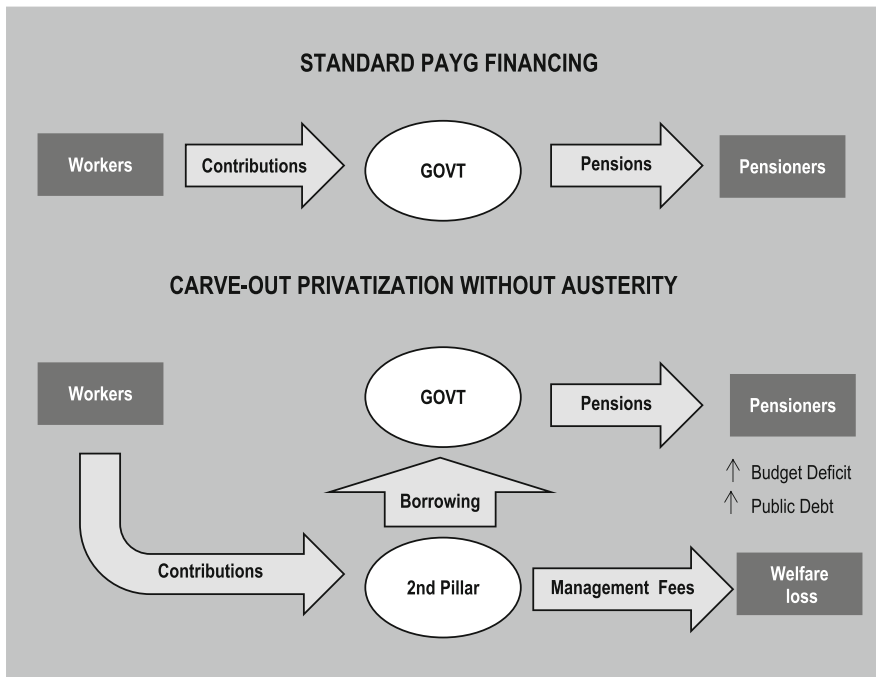 STANDARD PAYG FINANCING
Workers
Contributions
GOVT
Pensions
Pensioners
CARVE-OUT PRIVATIZATION WITHOUT AUSTERITY
Workers
GOVT
Pensions
Pensioners
Budget Deficit
Public Debt
Borrowing
Contributions
2nd Pillar
Management Fees
Welfare
loss